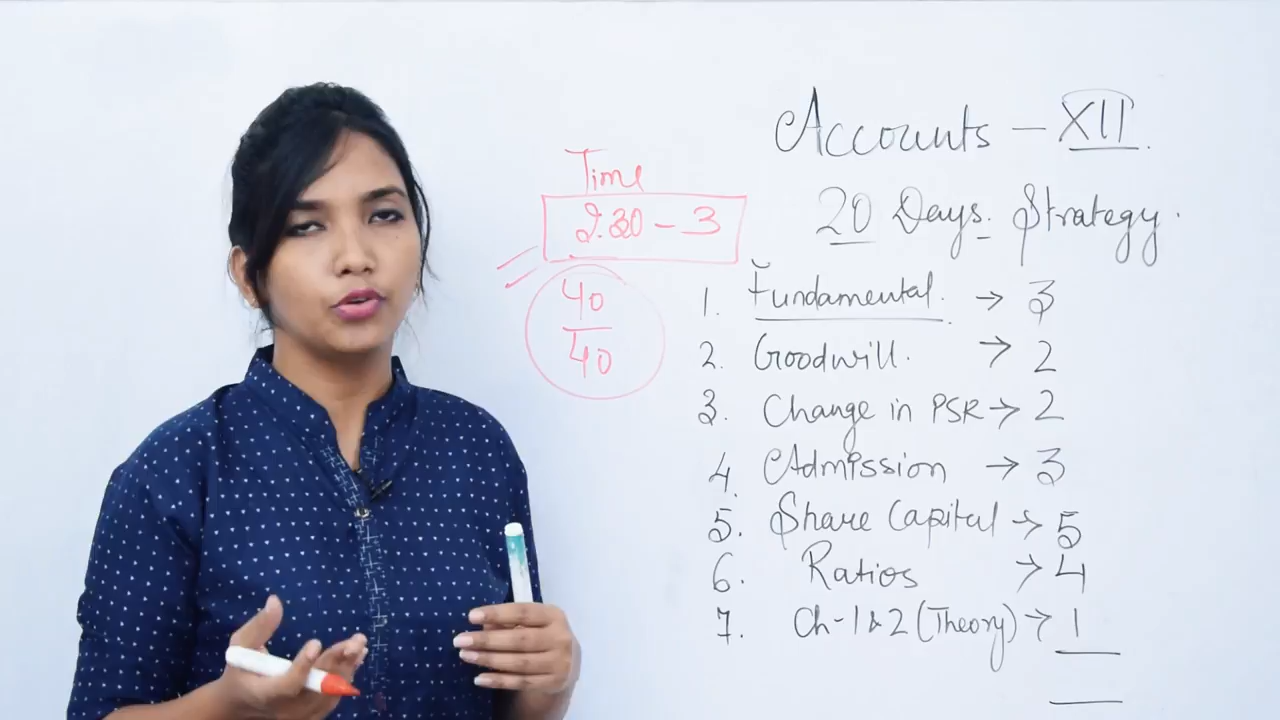 Accounts - XII.
20 Days. Strategy.
Time
2.30 - 3
40
40
1. Fundamental. → 3
2. Goodwill. → 2
3. Change in PSR → 2
4. Admission → 3
5. Share Capital → 5
6. Ratios → 4
7. Ch-1 & 2 (Theory) → 1